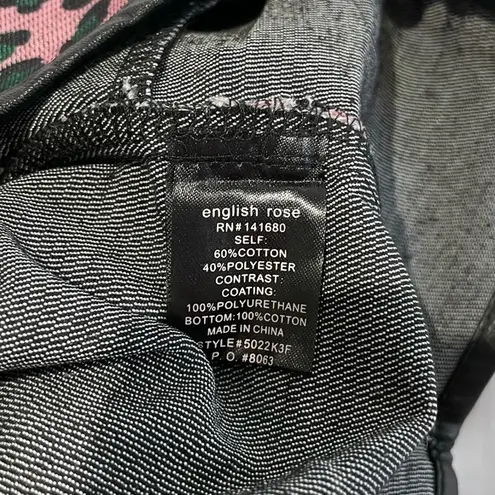 english rose
RN#141680
SELF:
60%COTTON
40%POLYESTER
CONTRAST:
COATING:
100%POLYURETHANE
BOTTOM:100%COTTON
MADE IN CHINA
STYLE#5022K3F
P.O.#8063